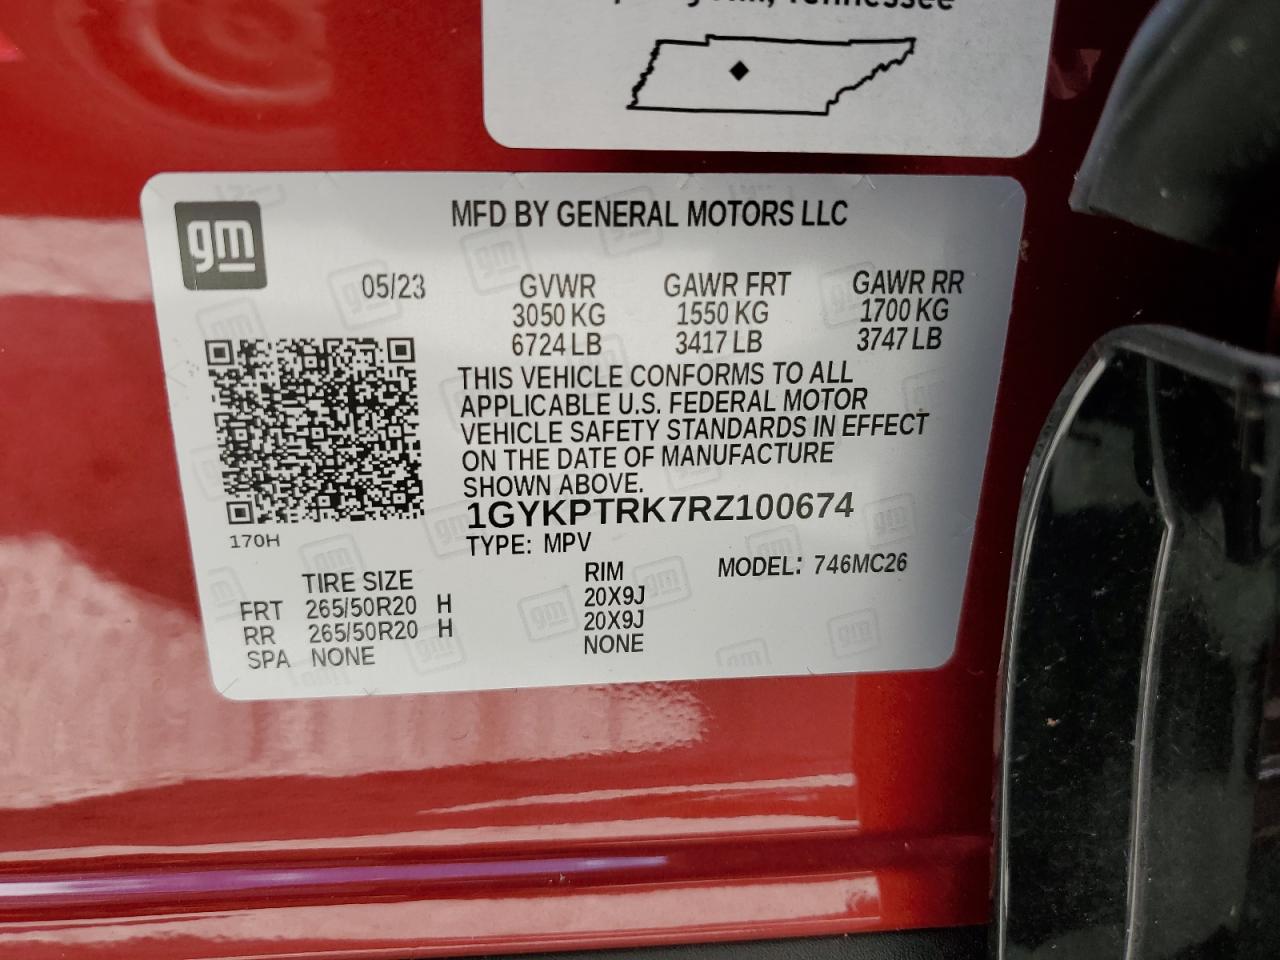 Tennessee
gm
MFD BY GENERAL MOTORS LLC
05/23
GVWR GAWR FRT GAWR RR
3050 KG 1550 KG 1700 KG
6724 LB 3417 LB 3747 LB
THIS VEHICLE CONFORMS TO ALL
APPLICABLE U.S. FEDERAL MOTOR
VEHICLE SAFETY STANDARDS IN EFFECT
ON THE DATE OF MANUFACTURE
SHOWN ABOVE.
1GYKPTRK7RZ100674
170H
TYPE: MPV
TIRE SIZE RIM MODEL: 746MC26
FRT 265/50R20 H 20X9J
RR 265/50R20 H 20X9J
SPA NONE NONE